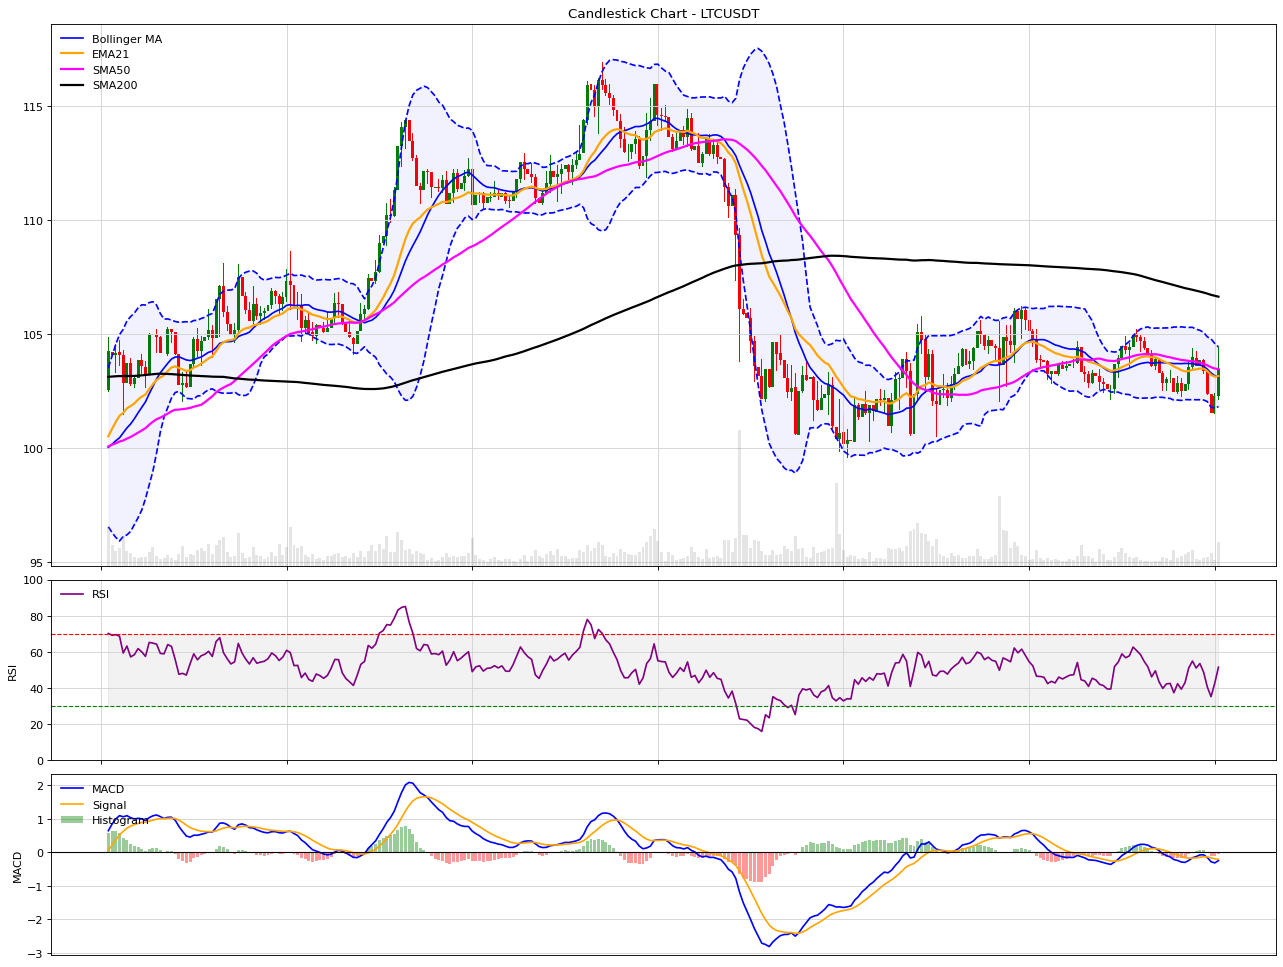 Candlestick Chart - LTCUSDT
Bollinger MA
EMA21
SMA50
SMA200
115
110
105
100
95
100
80
60
40
20
0
RSI
RSI
2
1
0
−1
−2
−3
MACD
MACD
Signal
Histogram